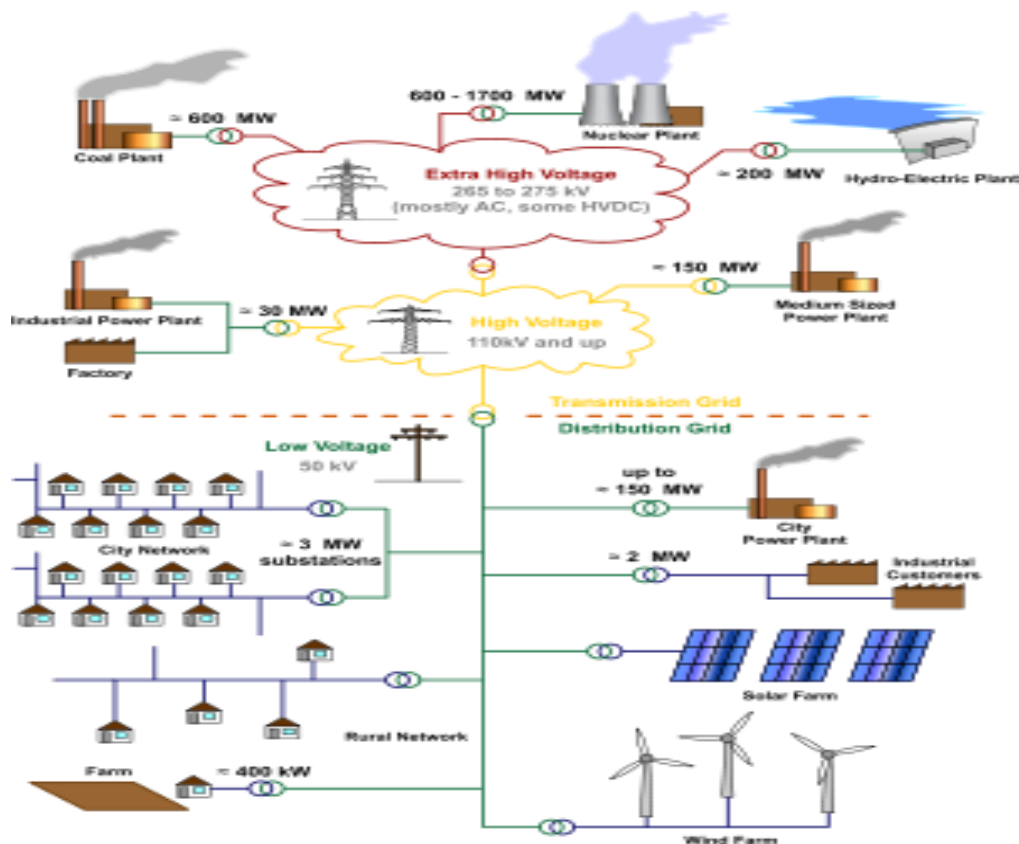 600 - 1700 MW
≈ 600 MW
Coal Plant
Nuclear Plant
Extra High Voltage
265 to 275 kV
(mostly AC, some HVDC)
≈ 200 MW
Hydro-Electric Plant
≈ 150 MW
Medium Sized
Power Plant
Industrial Power Plant
≈ 30 MW
Factory
High Voltage
110kV and up
Transmission Grid
Distribution Grid
Low Voltage
50 kV
up to
≈ 150 MW
City
Power Plant
City Network
≈ 3 MW
substations
≈ 2 MW
Industrial
Customers
Solar Farm
Rural Network
Farm
≈ 400 kW
Wind Farm